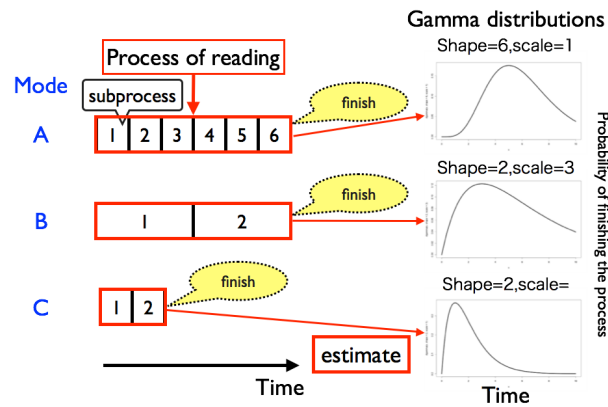 Gamma distributions
Process of reading
Shape=6,scale=1
Mode
subprocess
finish
A
1 2 3 4 5 6
Shape=2,scale=3
finish
B
1 2
Probability of finishing the process
finish
Shape=2,scale=
C
1 2
estimate
Time
Time